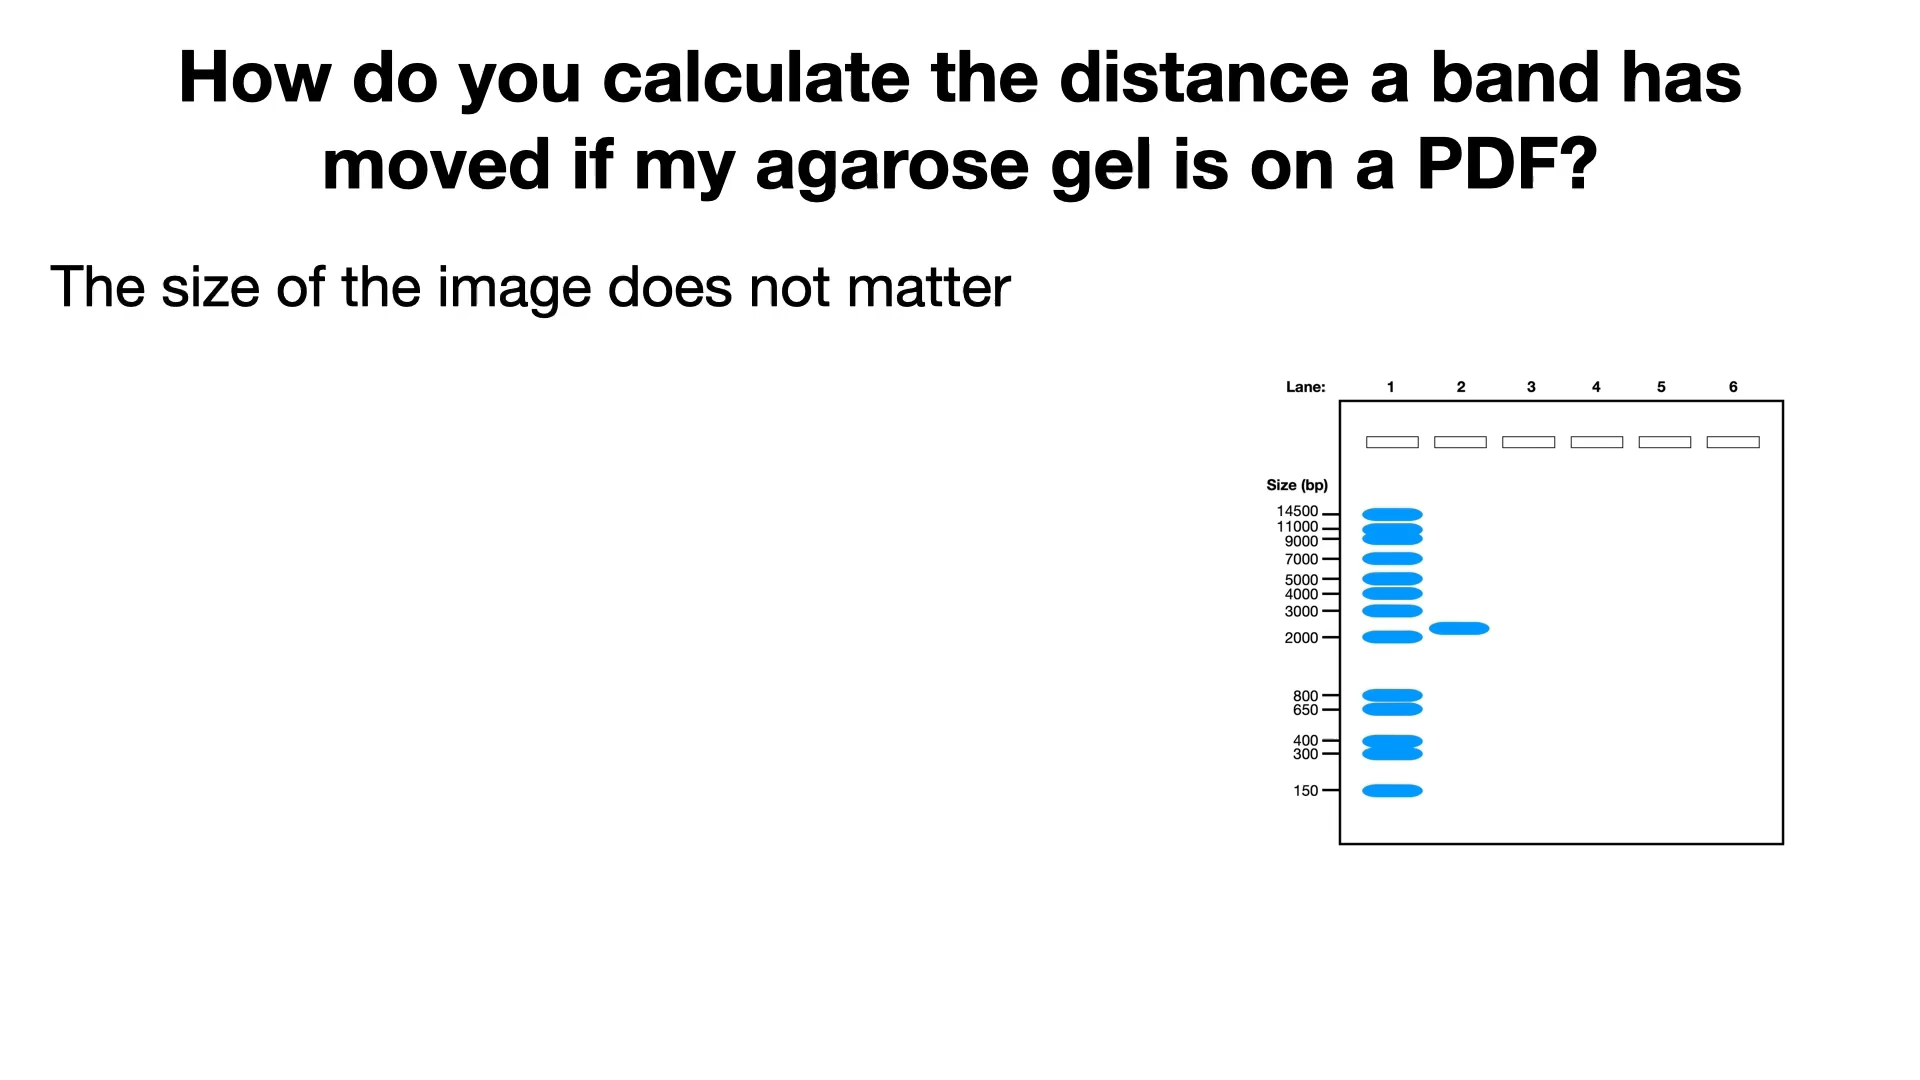 How do you calculate the distance a band has
moved if my agarose gel is on a PDF?
The size of the image does not matter
Lane: 1 2 3 4 5 6
Size (bp)
14500
11000
9000
7000
5000
4000
3000
2000
800
650
400
300
150